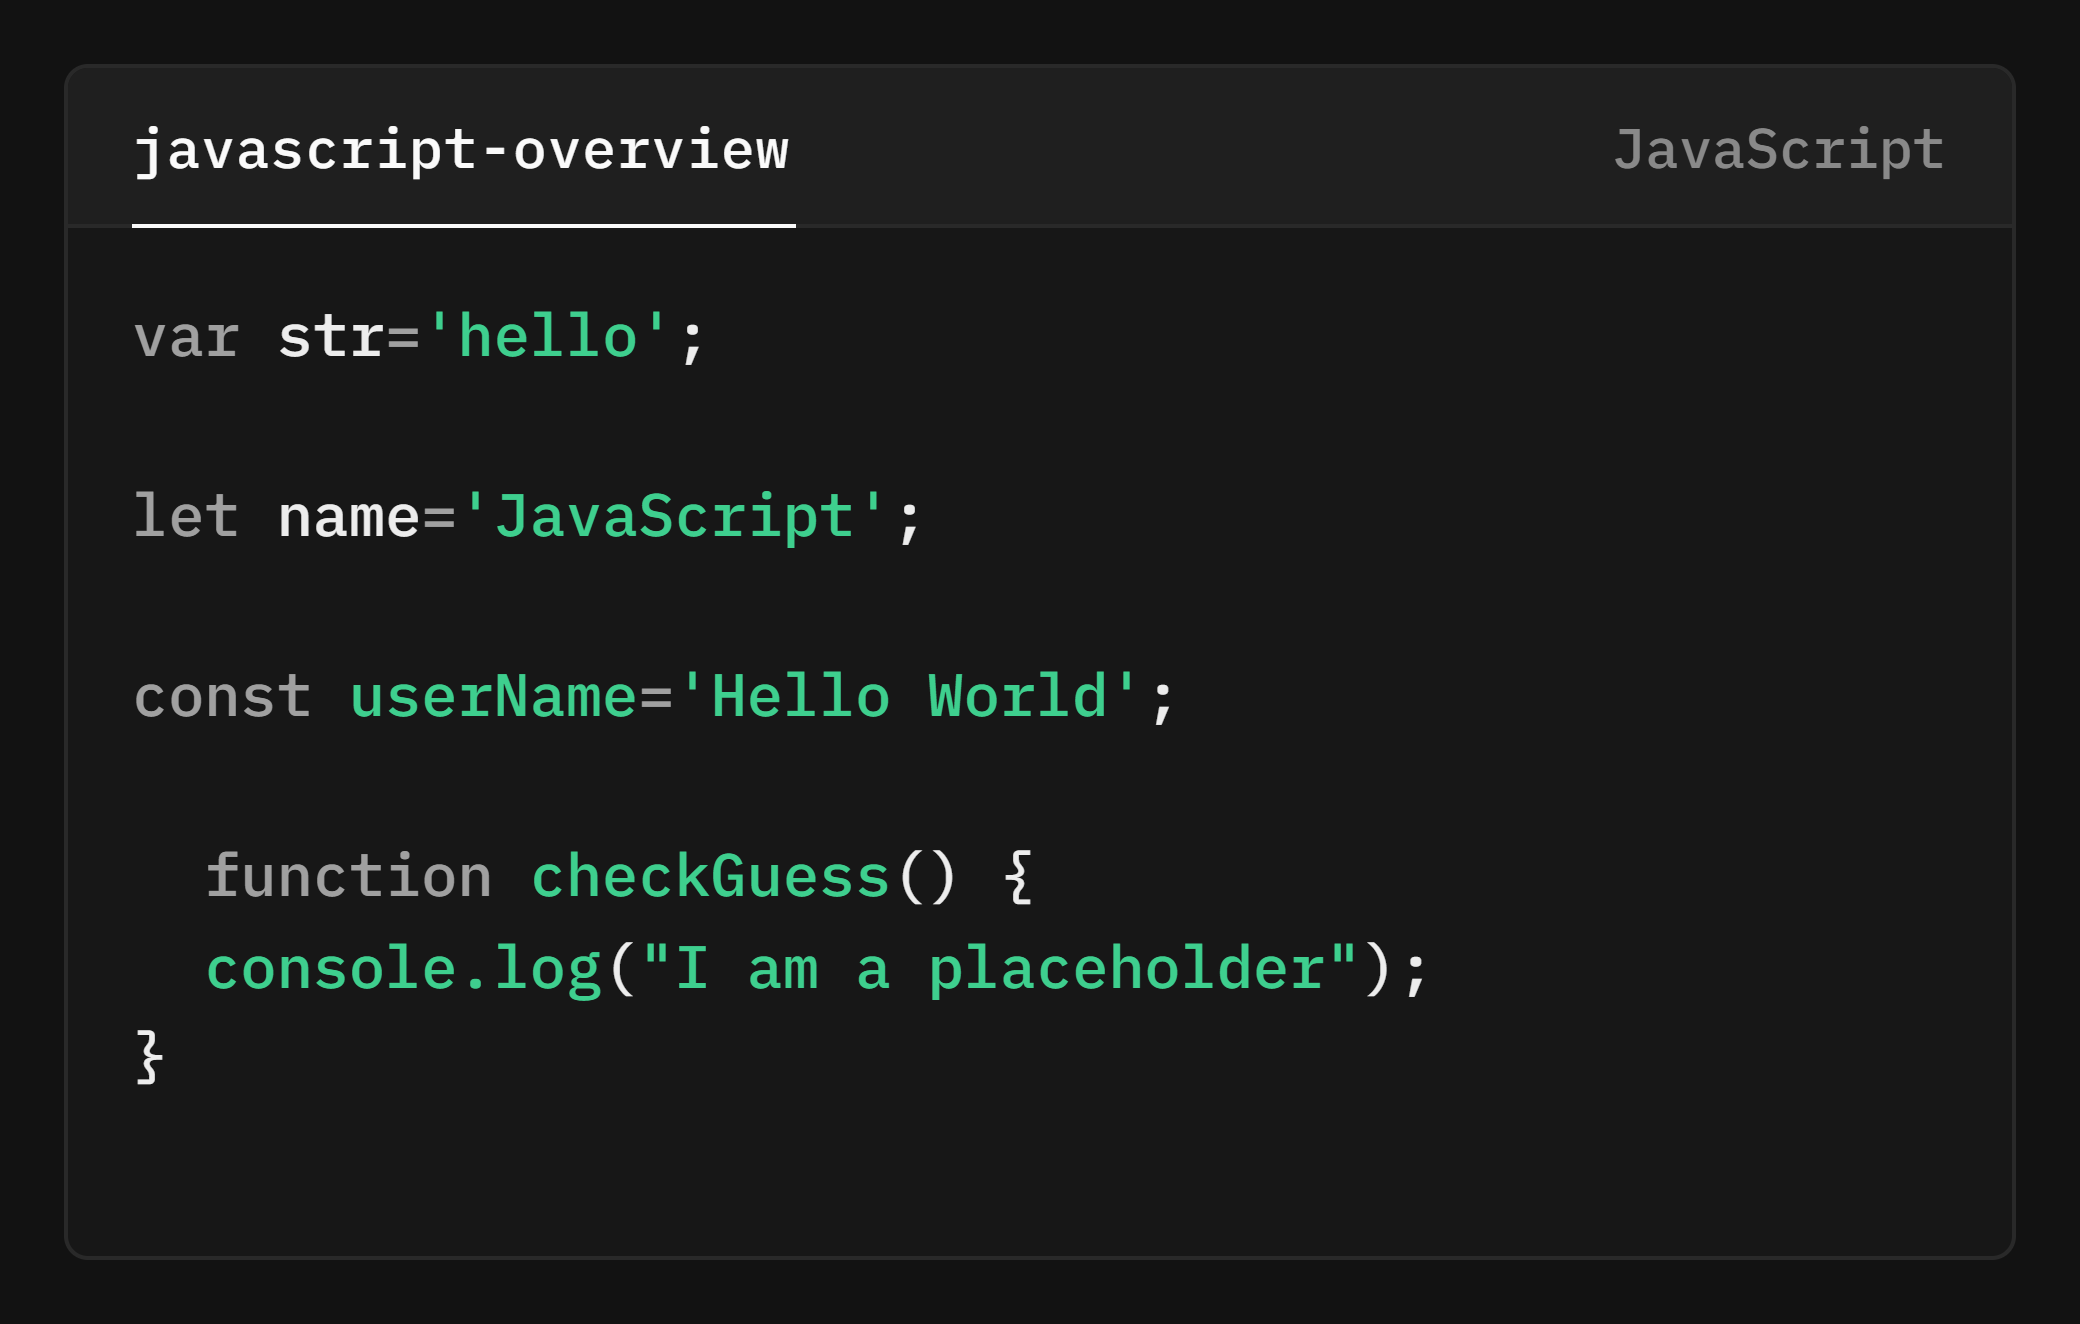 javascript-overview
JavaScript
var str='hello';
let name='JavaScript';
const userName='Hello World';
function checkGuess() {
console.log("I am a placeholder");
}